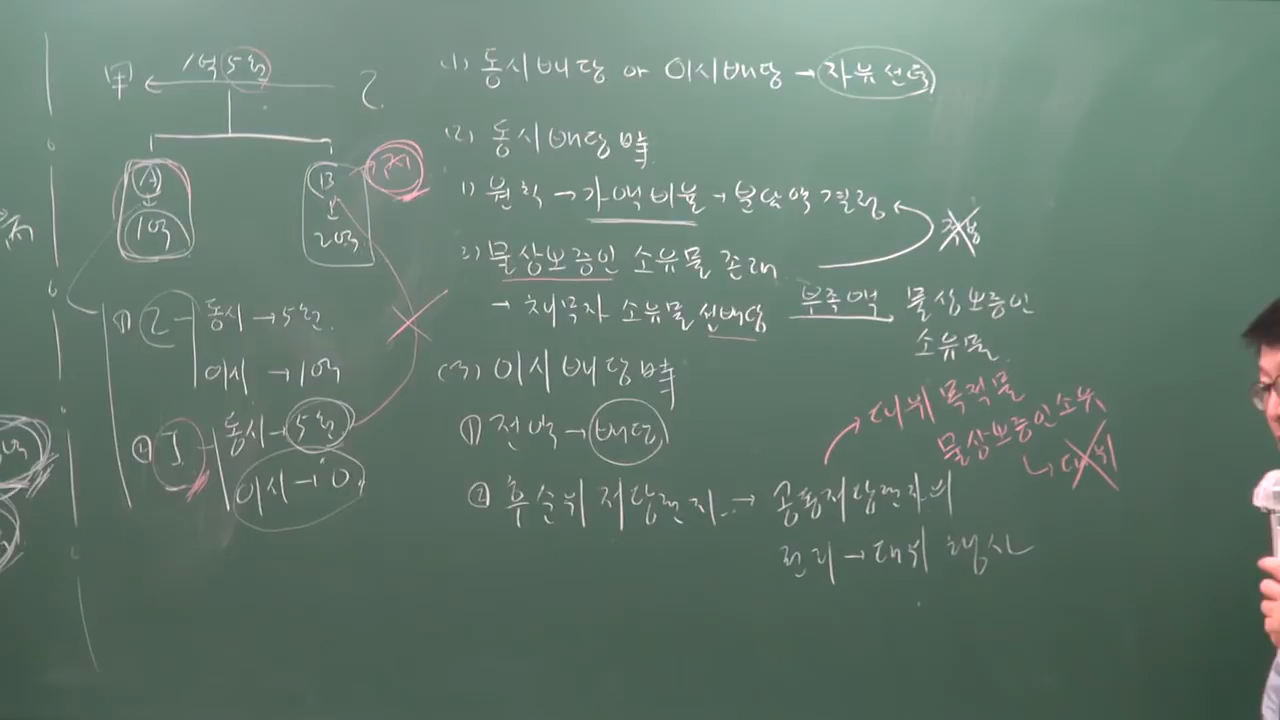 甲 1억 5천 乙
A
1억
B
2억
① 乙 동시 → 5천
이시 → 1억
② 동시 → 5천
이시 → 0
(1) 동시배당 or 이시배당 → 자유선택
(2) 동시배당 時
1) 원칙 → 가액비율 → 분담액 결정
적용
2) 물상보증인 소유물 존재
→ 채무자 소유물 선배당 부족액 물상보증인
소유물
(3) 이시배당 時
① 전액 → 배당
→ 대위 목적물
물상보증인 소유
↳ 대위
② 후순위 저당권자 → 공동저당권자의
권리 → 대위 행사